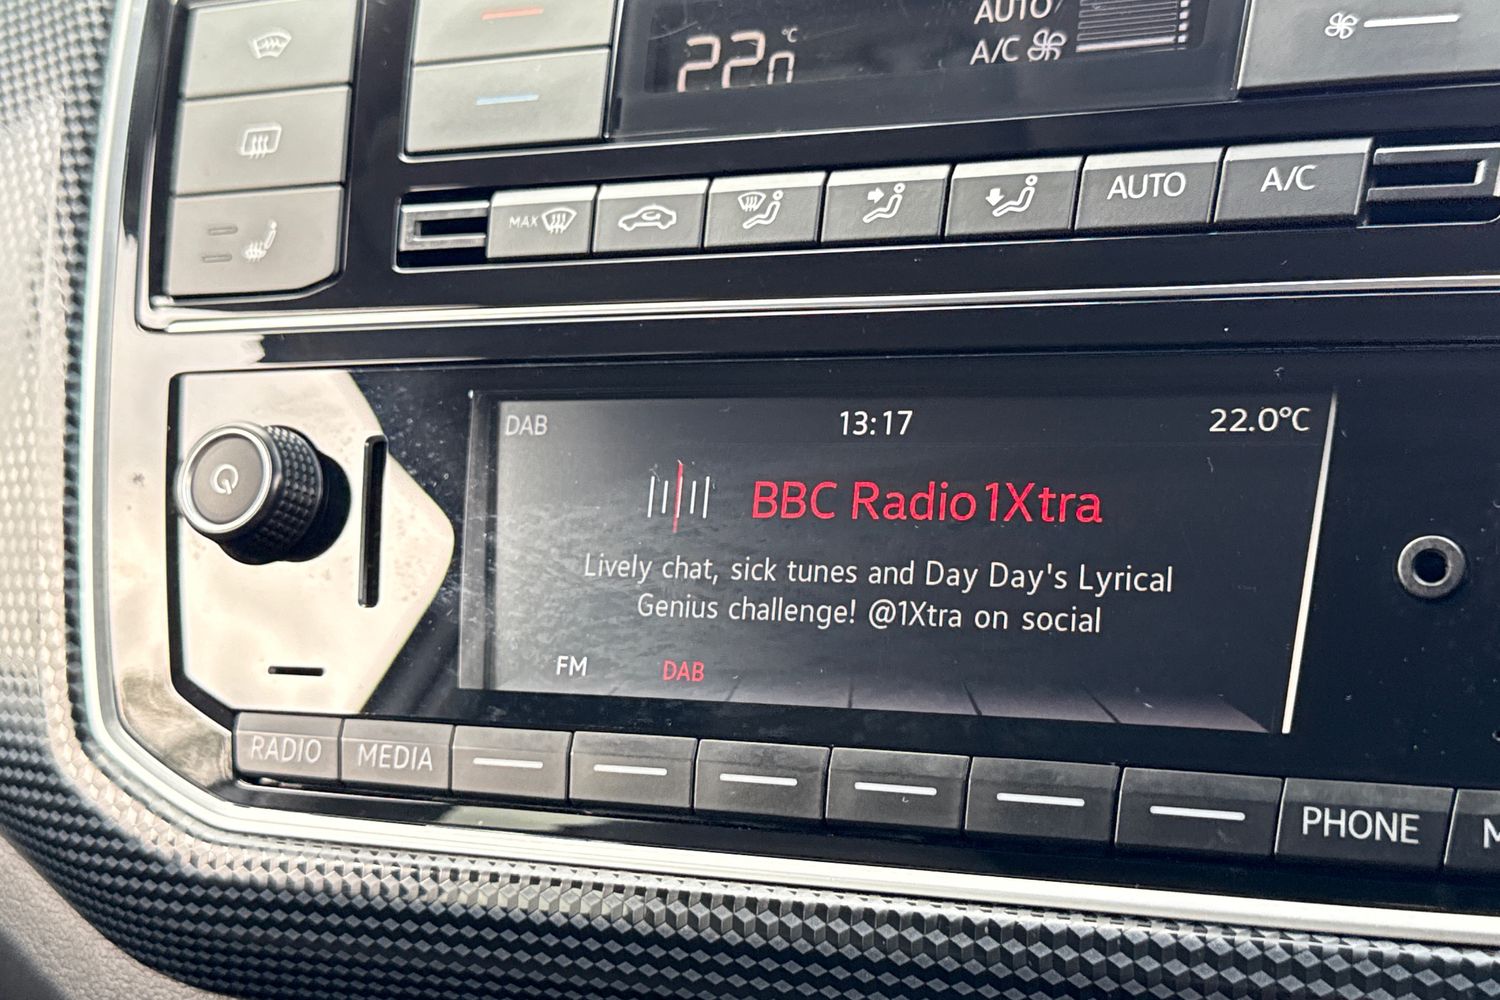 AUTO
22.0 °C
A/C
MAX
AUTO
A/C
DAB
13:17
22.0°C
BBC Radio 1Xtra
Lively chat, sick tunes and Day Day's Lyrical
Genius challenge! @1Xtra on social
FM
DAB
RADIO
MEDIA
PHONE